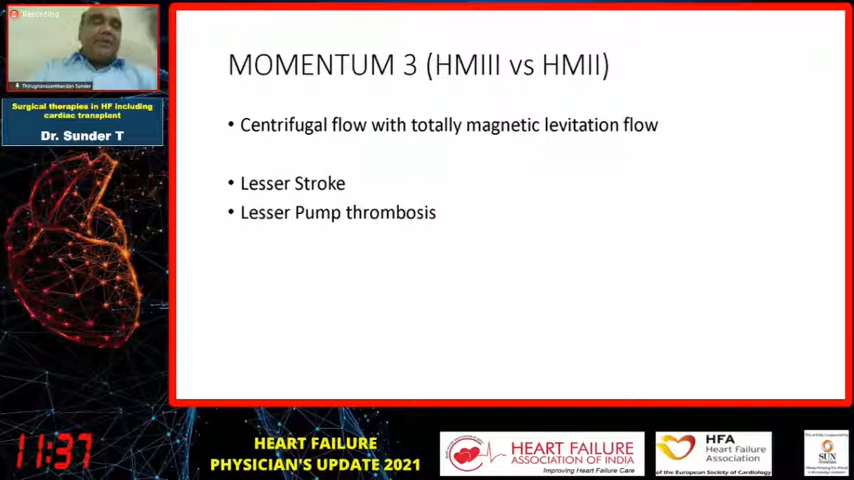 Recording
Thirugnanasambandan Sunder
Surgical therapies in HF including
cardiac transplant
Dr. Sunder T
MOMENTUM 3 (HMIII vs HMII)
• Centrifugal flow with totally magnetic levitation flow
• Lesser Stroke
• Lesser Pump thrombosis
11:37
HEART FAILURE
PHYSICIAN'S UPDATE 2021
HEART FAILURE
ASSOCIATION OF INDIA
Improving Heart Failure Care
HFA
Heart Failure
Association
of the European Society of Cardiology
SUN